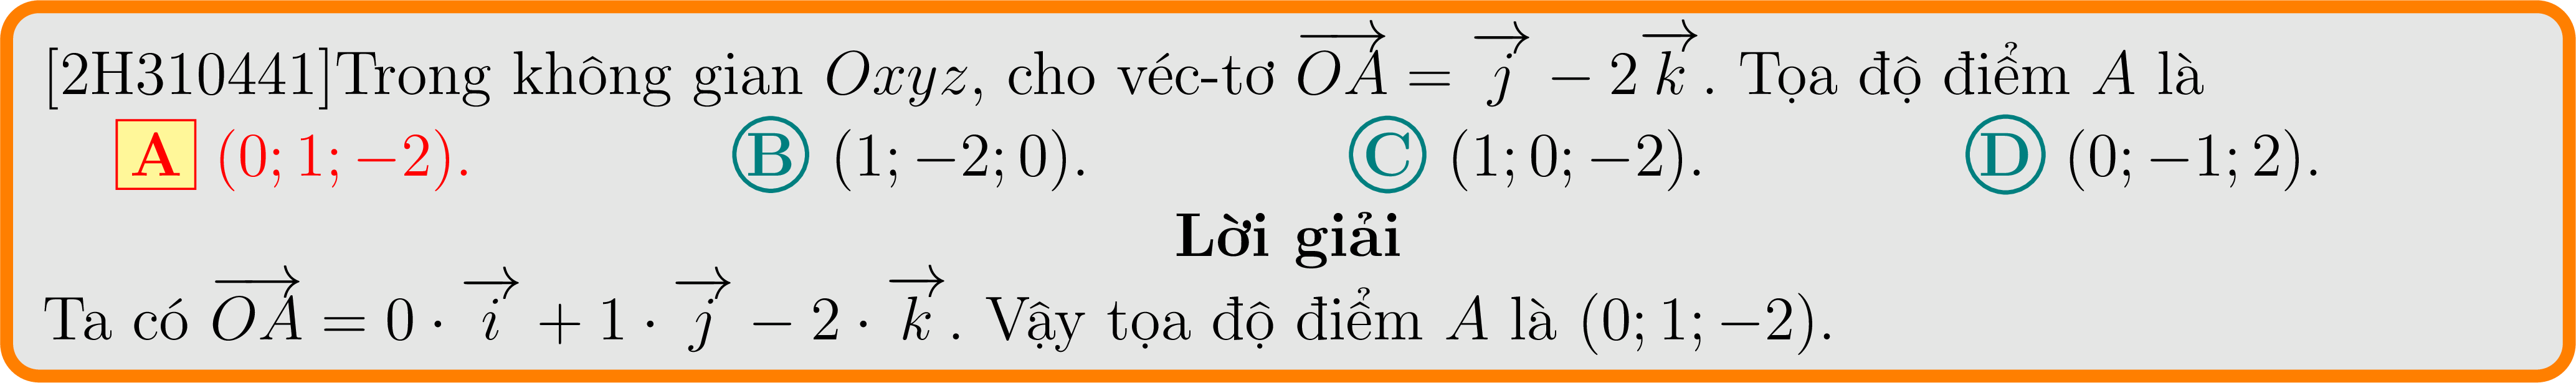 [2H310441]Trong không gian $Oxyz$, cho véc-tơ $\overrightarrow{OA} = \overrightarrow{j} - 2\overrightarrow{k}$. Tọa độ điểm $A$ là
A (0; 1; −2). B (1; −2; 0). C (1; 0; −2). D (0; −1; 2).
Lời giải
Ta có $\overrightarrow{OA} = 0 \cdot \overrightarrow{i} + 1 \cdot \overrightarrow{j} - 2 \cdot \overrightarrow{k}$. Vậy tọa độ điểm $A$ là (0; 1; −2).